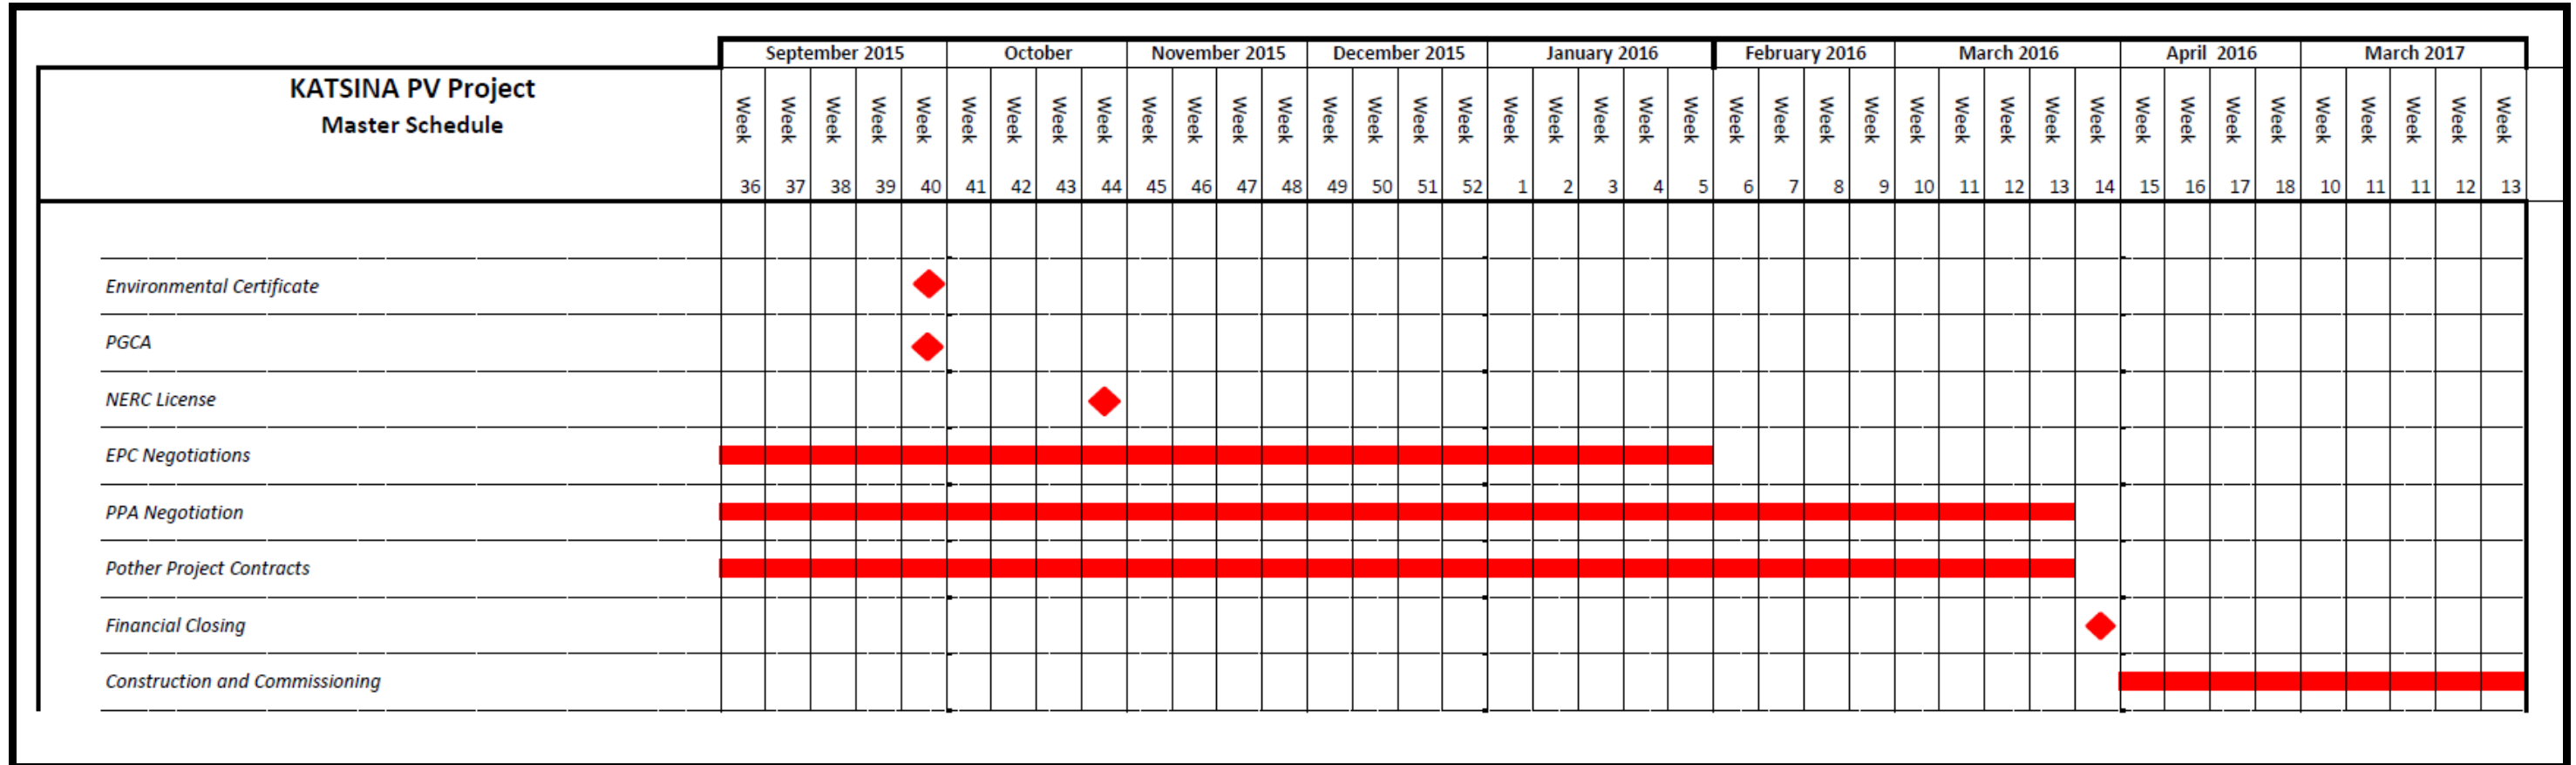 September 2015 October November 2015 December 2015 January 2016 February 2016 March 2016 April 2016 March 2017
KATSINA PV Project
Master Schedule
Week Week Week Week Week Week Week Week Week Week Week Week Week Week Week Week Week Week Week Week Week Week Week Week Week Week Week Week Week Week Week Week Week Week Week Week Week Week Week Week
36 37 38 39 40 41 42 43 44 45 46 47 48 49 50 51 52 1 2 3 4 5 6 7 8 9 10 11 12 13 14 15 16 17 18 10 11 11 12 13
Environmental Certificate
PGCA
NERC License
EPC Negotiations
PPA Negotiation
Pother Project Contracts
Financial Closing
Construction and Commissioning